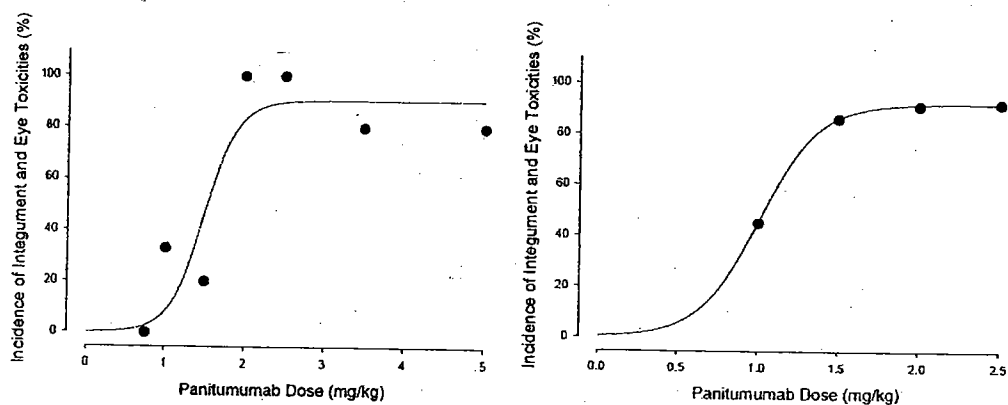 Incidence of Integument and Eye Toxicities (%)
100
80
60
40
20
0
0 1 2 3 4 5
Panitumumab Dose (mg/kg)
Incidence of Integument and Eye Toxicities (%)
100
80
60
40
20
0
0.0 0.5 1.0 1.5 2.0 2.5
Panitumumab Dose (mg/kg)